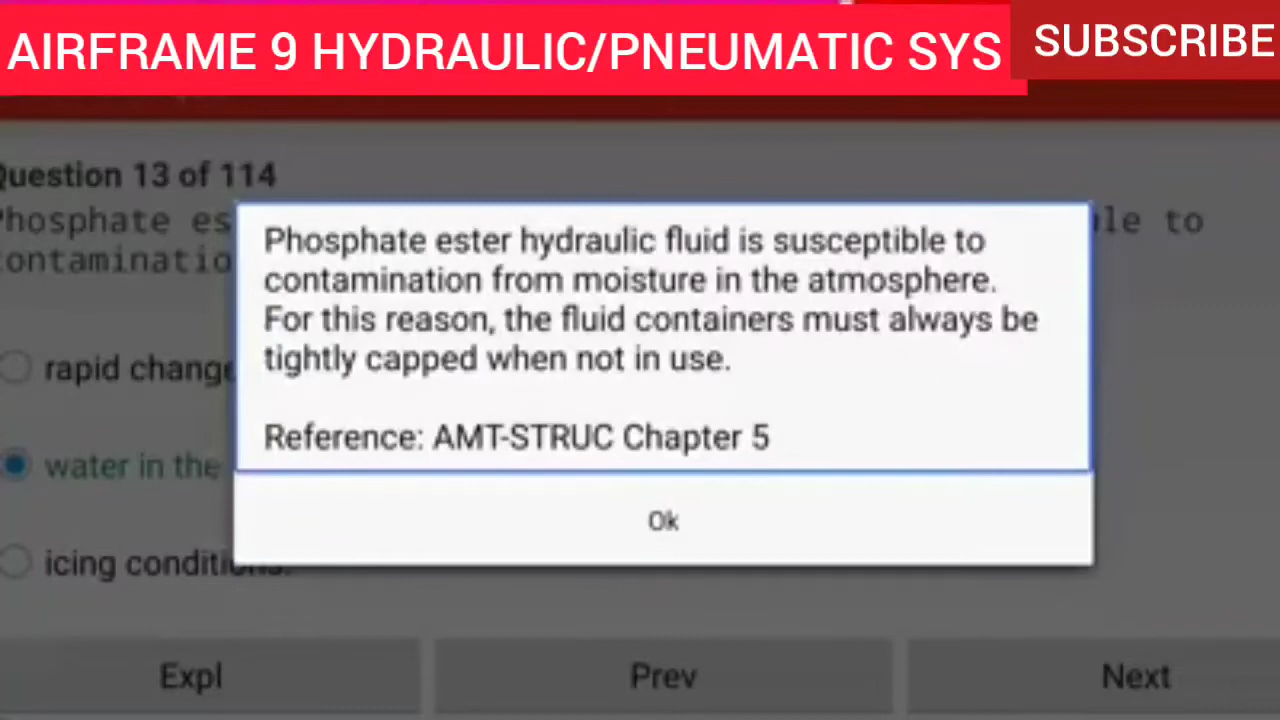 AIRFRAME 9 HYDRAULIC/PNEUMATIC SYS
SUBSCRIBE
Question 13 of 114
Phosphate es
le to
contaminatio
Phosphate ester hydraulic fluid is susceptible to
contamination from moisture in the atmosphere.
For this reason, the fluid containers must always be
tightly capped when not in use.
Reference: AMT-STRUC Chapter 5
rapid change
water in the
icing conditions.
Ok
Expl
Prev
Next